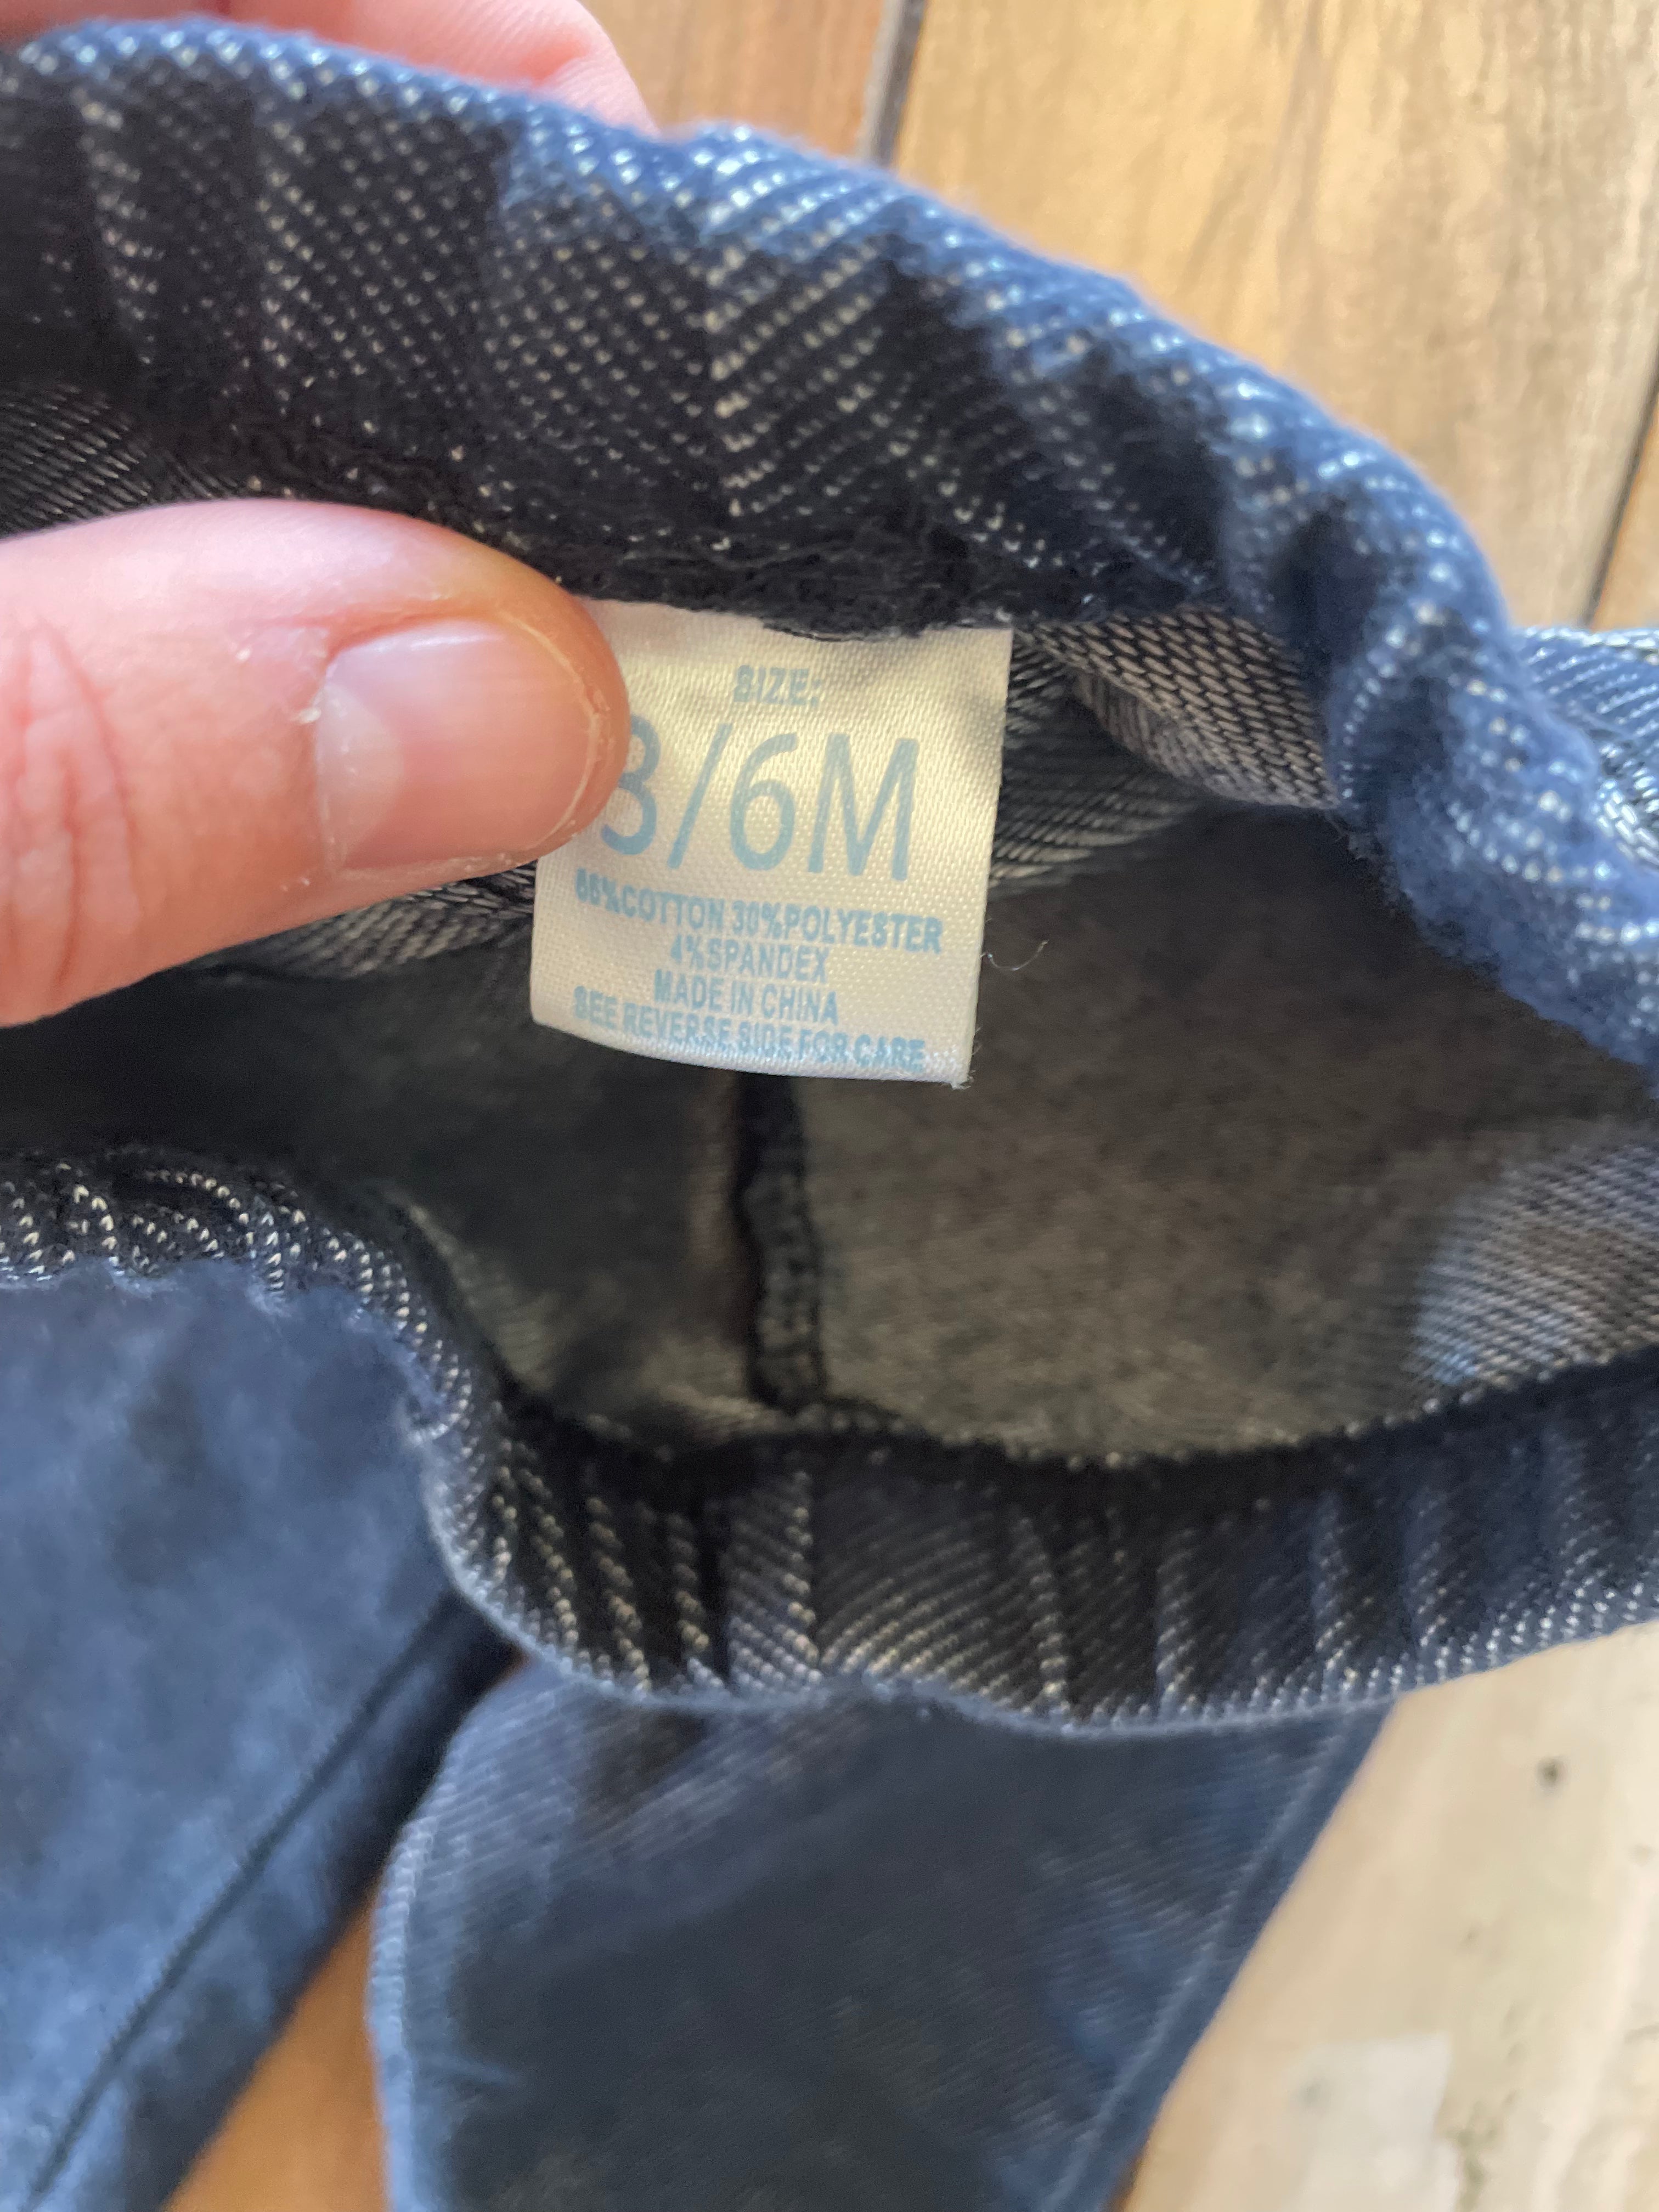 SIZE:
3/6M
66%COTTON 30%POLYESTER
4%SPANDEX
MADE IN CHINA
SEE REVERSE SIDE FOR CARE